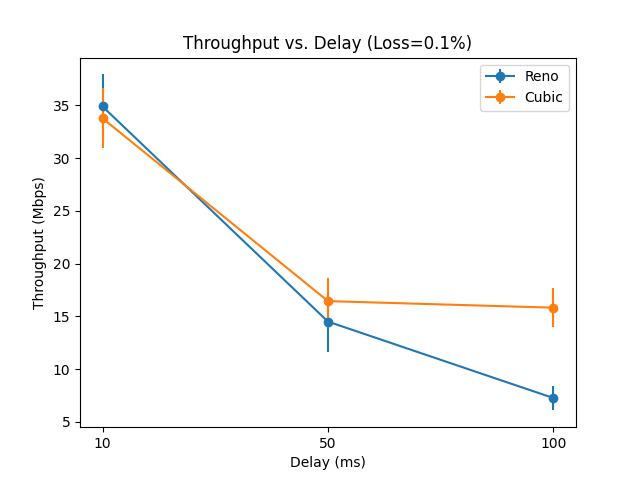 Throughput vs. Delay (Loss=0.1%)
Reno
Cubic
Throughput (Mbps)
35
30
25
20
15
10
5
10
50
100
Delay (ms)